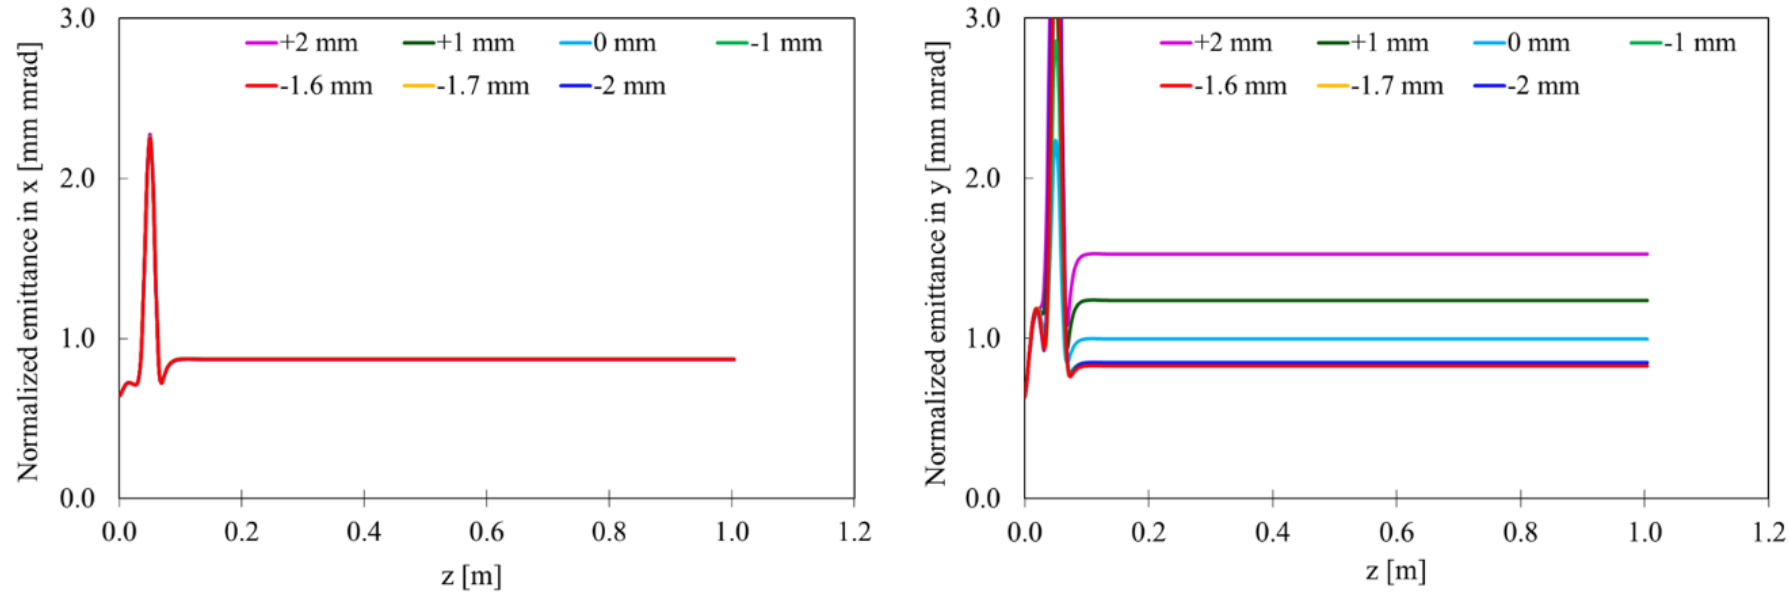 Normalized emittance in x [mm mrad]
3.0
2.0
1.0
0.0
+2 mm +1 mm 0 mm -1 mm
-1.6 mm -1.7 mm -2 mm
0.0 0.2 0.4 0.6 0.8 1.0 1.2
z [m]
Normalized emittance in y [mm mrad]
3.0
2.0
1.0
0.0
+2 mm +1 mm 0 mm -1 mm
-1.6 mm -1.7 mm -2 mm
0.0 0.2 0.4 0.6 0.8 1.0 1.2
z [m]